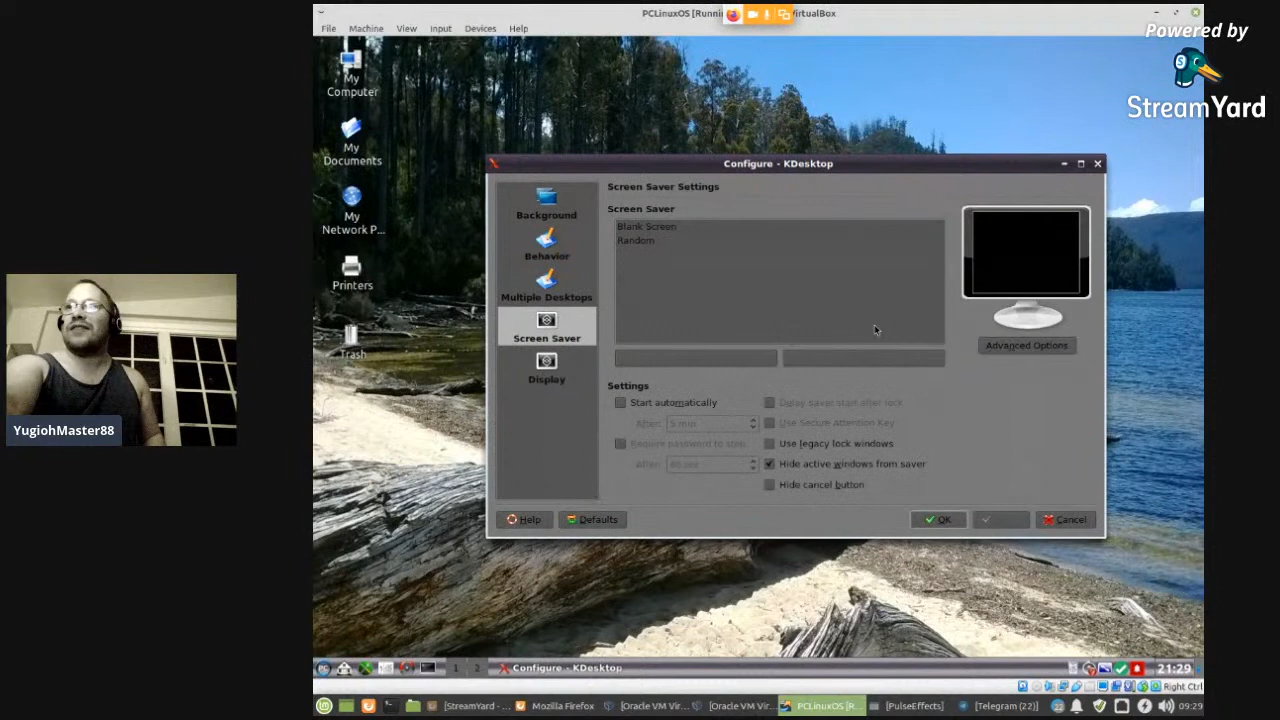 PCLinuxOS [Runnin
VirtualBox
File Machine View Input Devices Help
Powered by
StreamYard
My Computer
My Documents
My Network P...
Printers
Trash
Configure - KDesktop
Background
Behavior
Multiple Desktops
Screen Saver
Display
Screen Saver Settings
Screen Saver
Blank Screen
Random
Advanced Options
Settings
Start automatically
After: 5 min
Require password to stop
After: 60 sec
Delay saver start after lock
Use Secure Attention Key
Use legacy lock windows
Hide active windows from saver
Hide cancel button
Help
Defaults
OK
Cancel
YugiohMaster88
1 2
Configure - KDesktop
21:29
Right Ctrl
[StreamYard - ...
Mozilla Firefox
[Oracle VM Vir...
[Oracle VM Vir...
PCLinuxOS [R...
[PulseEffects]
[Telegram (22)]
09:29